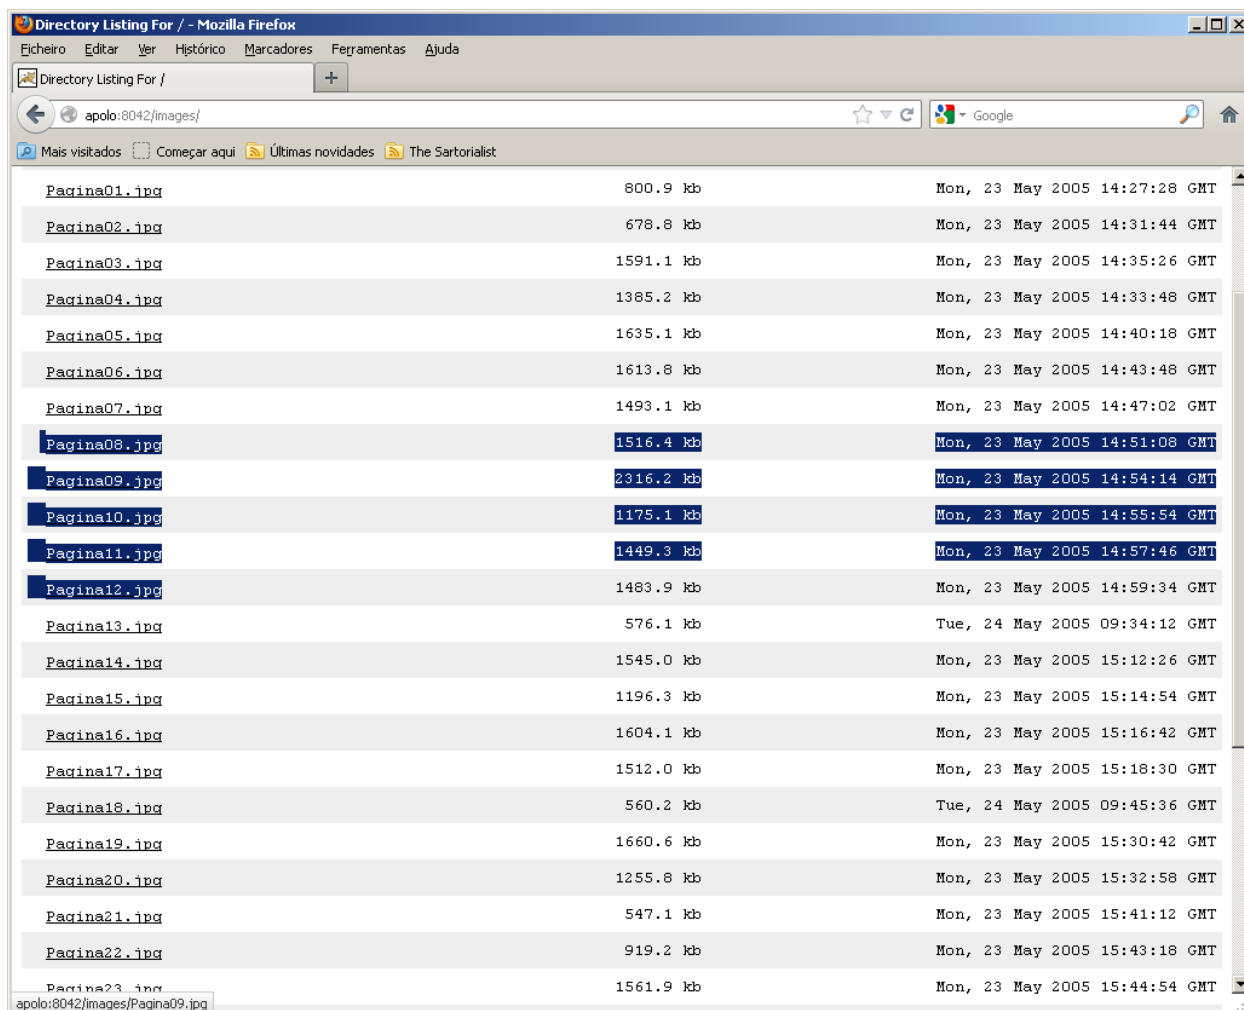 Directory Listing For / - Mozilla Firefox
Ficheiro Editar Ver Histórico Marcadores Ferramentas Ajuda
Directory Listing For /
apolo:8042/images/ Google
Mais visitados Começar aqui Últimas novidades The Sartorialist
Pagina01.jpg 800.9 kb Mon, 23 May 2005 14:27:28 GMT
Pagina02.jpg 678.8 kb Mon, 23 May 2005 14:31:44 GMT
Pagina03.jpg 1591.1 kb Mon, 23 May 2005 14:35:26 GMT
Pagina04.jpg 1385.2 kb Mon, 23 May 2005 14:33:48 GMT
Pagina05.jpg 1635.1 kb Mon, 23 May 2005 14:40:18 GMT
Pagina06.jpg 1613.8 kb Mon, 23 May 2005 14:43:48 GMT
Pagina07.jpg 1493.1 kb Mon, 23 May 2005 14:47:02 GMT
Pagina08.jpg 1516.4 kb Mon, 23 May 2005 14:51:08 GMT
Pagina09.jpg 2316.2 kb Mon, 23 May 2005 14:54:14 GMT
Pagina10.jpg 1175.1 kb Mon, 23 May 2005 14:55:54 GMT
Pagina11.jpg 1449.3 kb Mon, 23 May 2005 14:57:46 GMT
Pagina12.jpg 1483.9 kb Mon, 23 May 2005 14:59:34 GMT
Pagina13.jpg 576.1 kb Tue, 24 May 2005 09:34:12 GMT
Pagina14.jpg 1545.0 kb Mon, 23 May 2005 15:12:26 GMT
Pagina15.jpg 1196.3 kb Mon, 23 May 2005 15:14:54 GMT
Pagina16.jpg 1604.1 kb Mon, 23 May 2005 15:16:42 GMT
Pagina17.jpg 1512.0 kb Mon, 23 May 2005 15:18:30 GMT
Pagina18.jpg 560.2 kb Tue, 24 May 2005 09:45:36 GMT
Pagina19.jpg 1660.6 kb Mon, 23 May 2005 15:30:42 GMT
Pagina20.jpg 1255.8 kb Mon, 23 May 2005 15:32:58 GMT
Pagina21.jpg 547.1 kb Mon, 23 May 2005 15:41:12 GMT
Pagina22.jpg 919.2 kb Mon, 23 May 2005 15:43:18 GMT
Pagina23.jpg 1561.9 kb Mon, 23 May 2005 15:44:54 GMT
apolo:8042/images/Pagina09.jpg